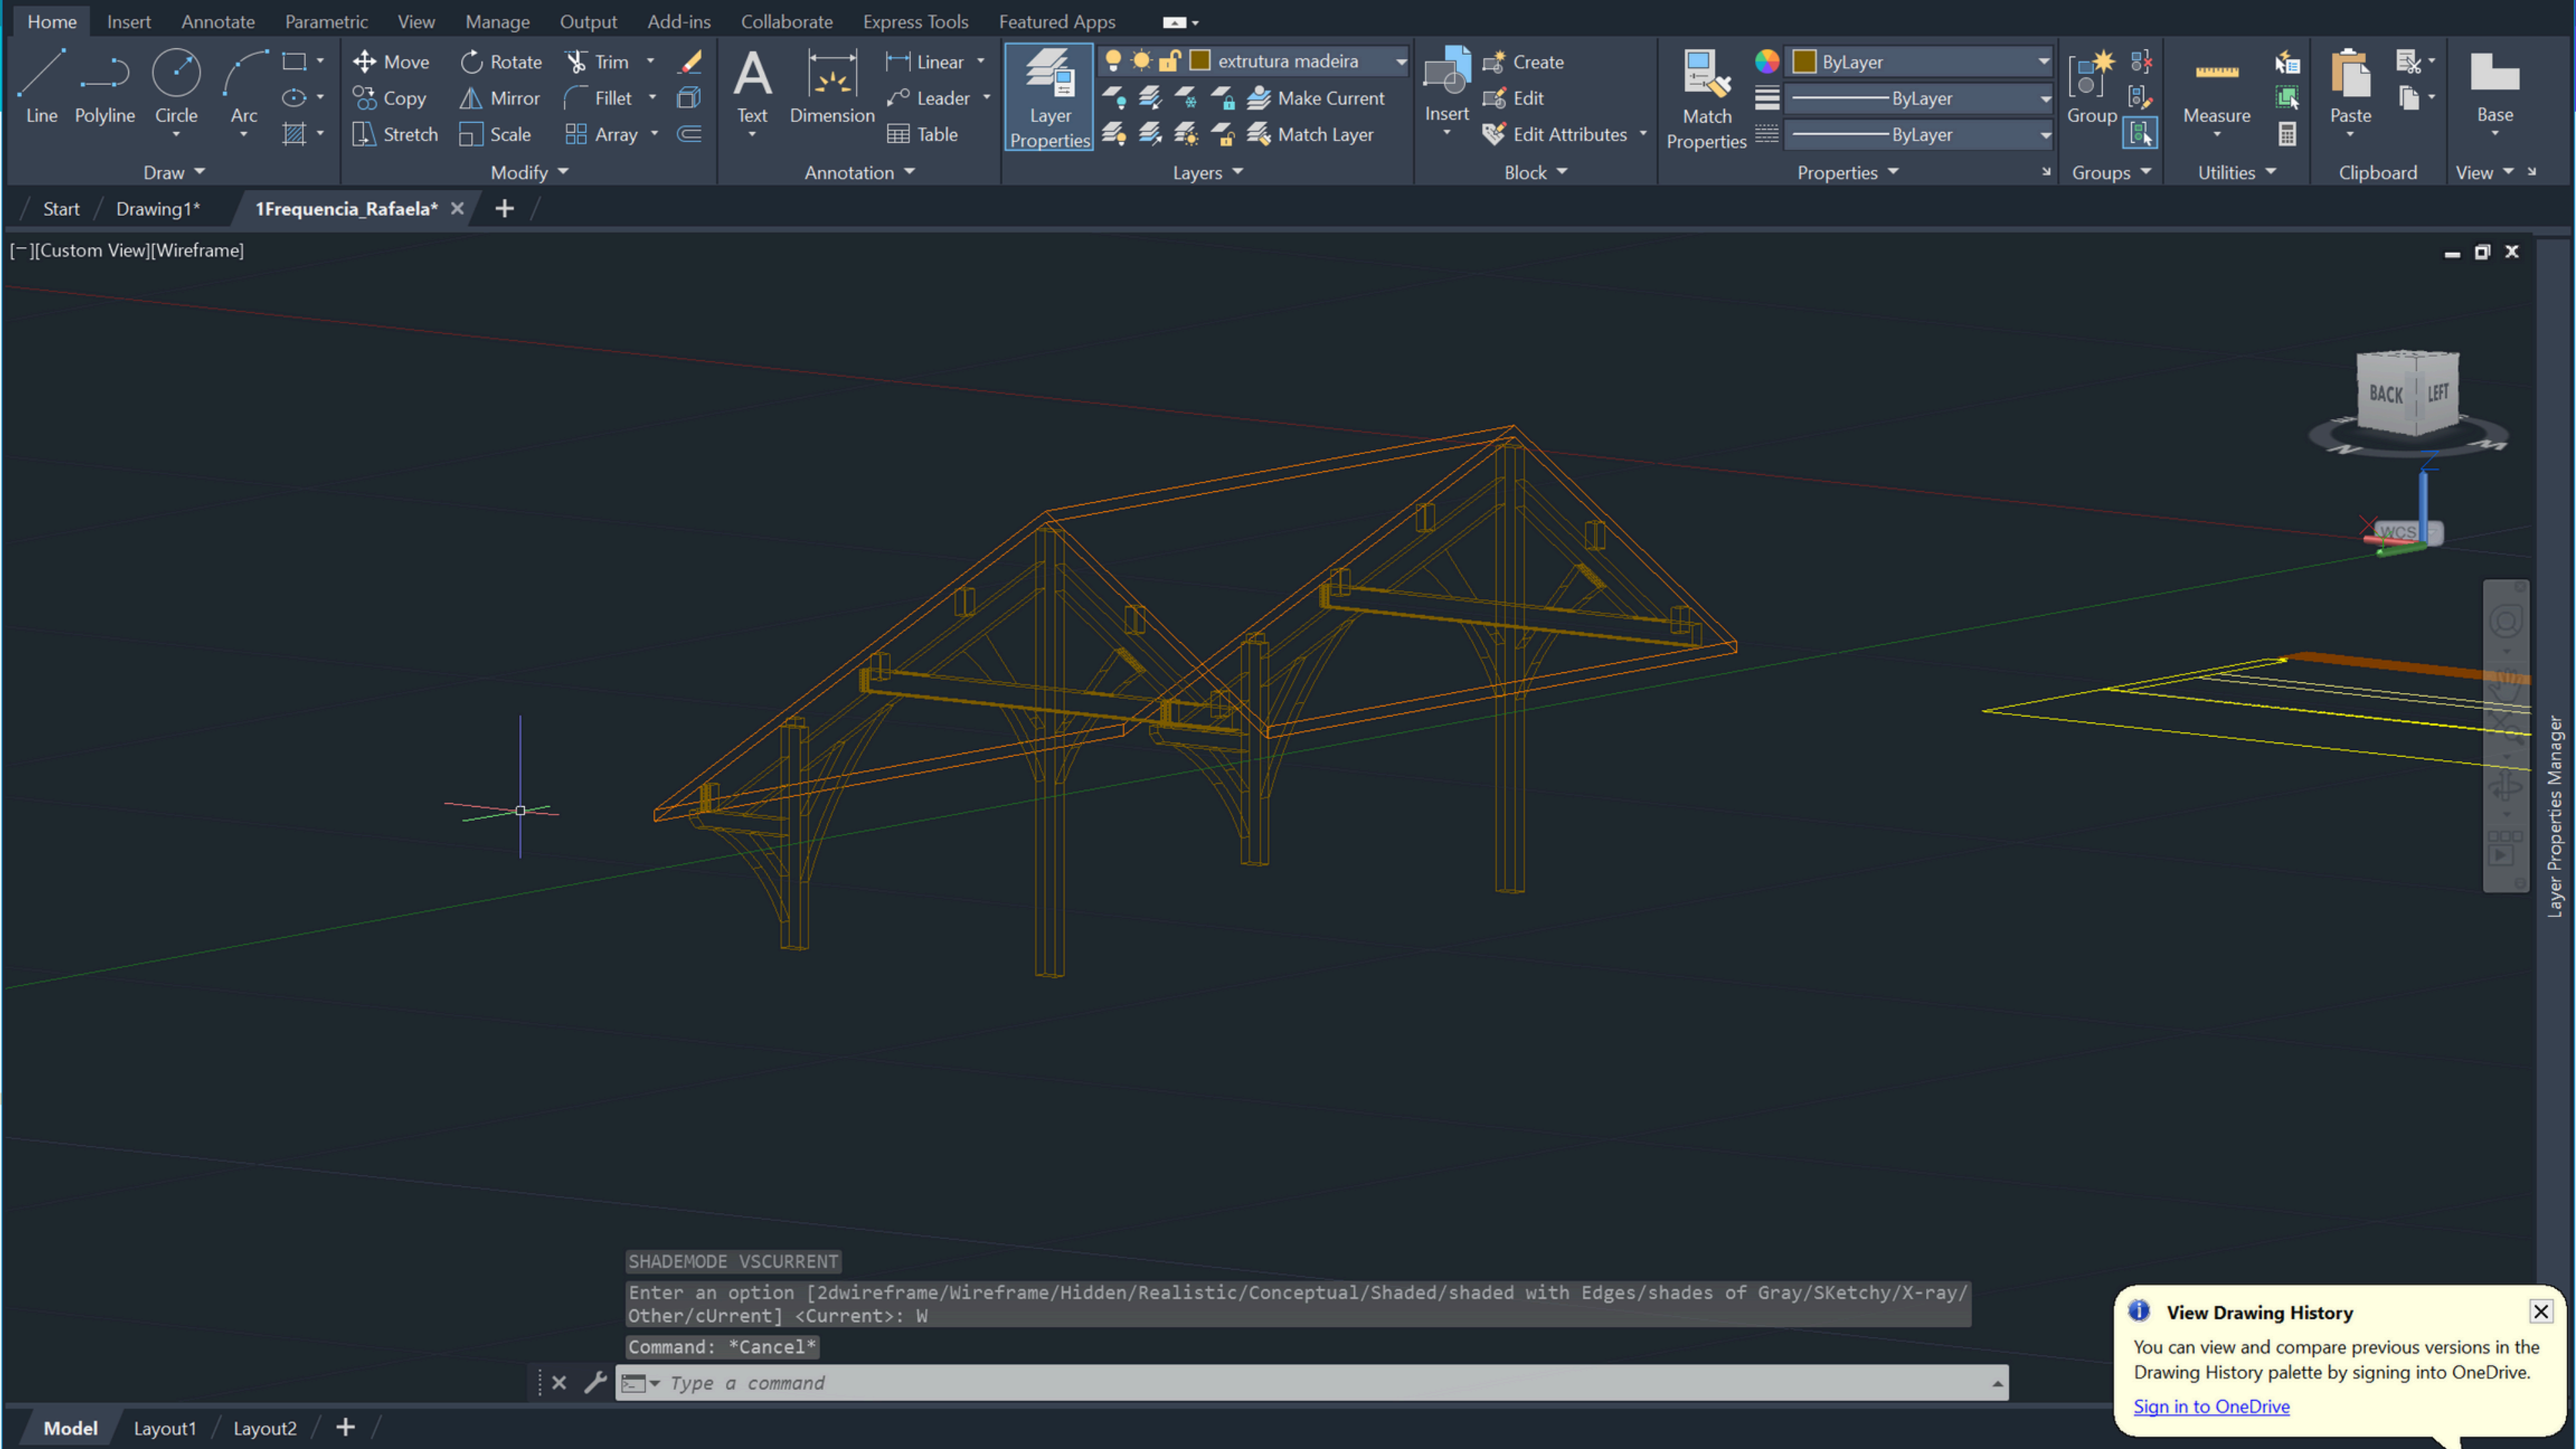 Home Insert Annotate Parametric View Manage Output Add-ins Collaborate Express Tools Featured Apps
Line Polyline Circle Arc
Move Rotate Trim
Copy Mirror Fillet
Stretch Scale Array
Text Dimension
Linear
Leader
Table
Layer Properties
extrutura madeira
Make Current
Match Layer
Insert
Create
Edit
Edit Attributes
Match Properties
ByLayer
ByLayer
ByLayer
Group
Measure
Paste
Base
Draw Modify Annotation Layers Block Properties Groups Utilities Clipboard View
Start Drawing1* 1Frequencia_Rafaela*
[−][Custom View][Wireframe]
BACK LEFT
N
Z
X
WCS
Layer Properties Manager
SHADEMODE VSCURRENT
Enter an option [2dwireframe/Wireframe/Hidden/Realistic/Conceptual/Shaded/shaded with Edges/shades of Gray/SKetchy/X-ray/
Other/cUrrent] <Current>: W
Command: *Cancel*
Type a command
View Drawing History
You can view and compare previous versions in the
Drawing History palette by signing into OneDrive.
Sign in to OneDrive
Model Layout1 Layout2